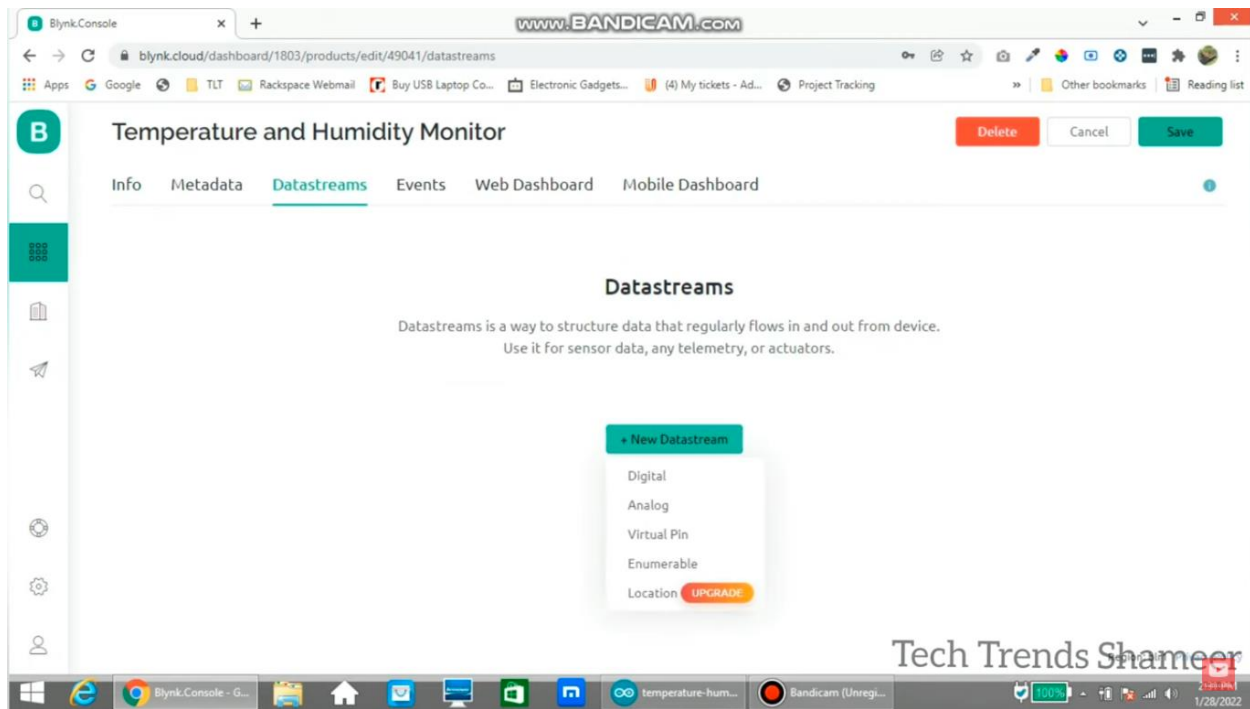 Blynk.Console
www.BANDICAM.com
blynk.cloud/dashboard/1803/products/edit/49041/datastreams
Apps Google TLT Rackspace Webmail Buy USB Laptop Co... Electronic Gadgets... (4) My tickets - Ad... Project Tracking » Other bookmarks Reading list
B
Temperature and Humidity Monitor
Delete Cancel Save
Info Metadata Datastreams Events Web Dashboard Mobile Dashboard
Datastreams
Datastreams is a way to structure data that regularly flows in and out from device.
Use it for sensor data, any telemetry, or actuators.
+ New Datastream
Digital
Analog
Virtual Pin
Enumerable
Location UPGRADE
Tech Trends Shameer
Blynk.Console - G... temperature-hum... Bandicam (Unregi... 100%
1/28/2022